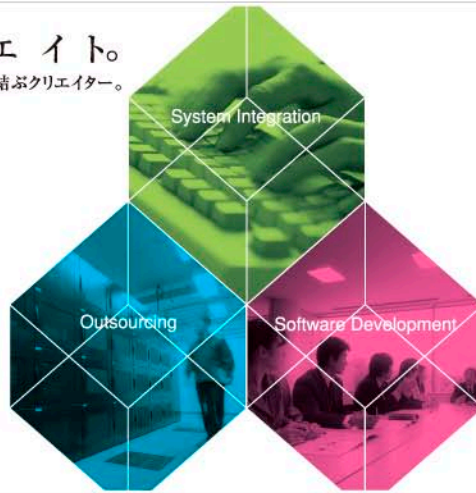 エイト。
結ぶクリエイター。
System Integration
Outsourcing
Software Development